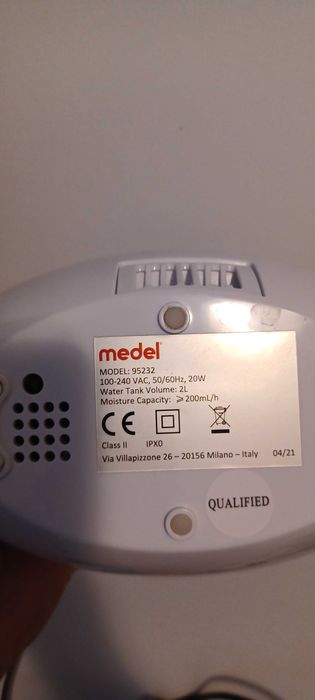 medel
MODEL: 95232
100-240 VAC, 50/60Hz, 20W
Water Tank Volume: 2L
Moisture Capacity: ⩾200mL/h
CE
Class II IPX0
Via Villapizzone 26 – 20156 Milano – Italy 04/21
QUALIFIED